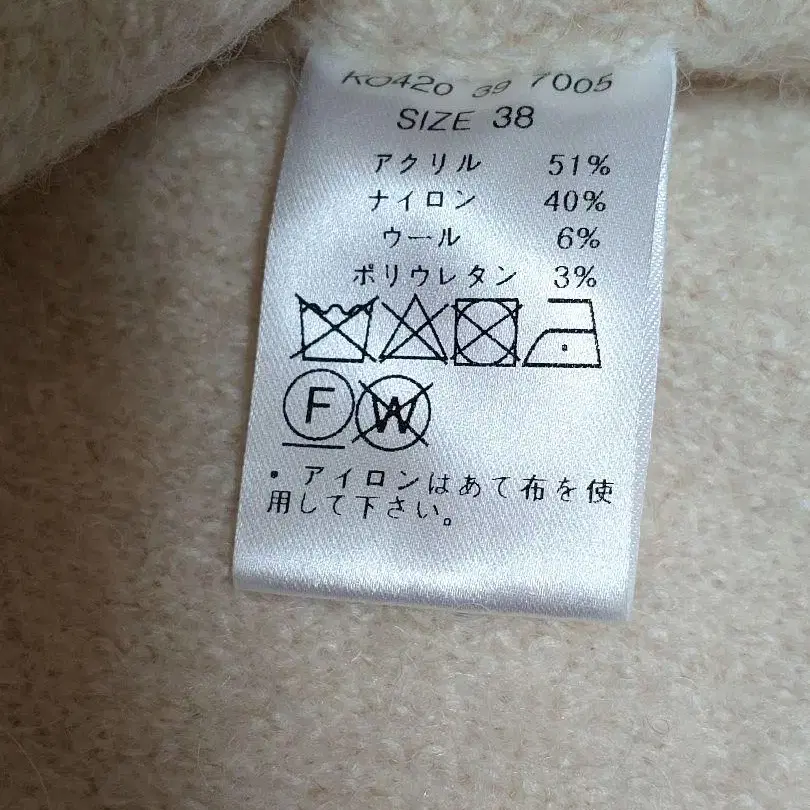 K0420 39 7005
SIZE 38
アクリル 51%
ナイロン 40%
ウール 6%
ポリウレタン 3%
F W
・アイロンはあて布を使
用して下さい。